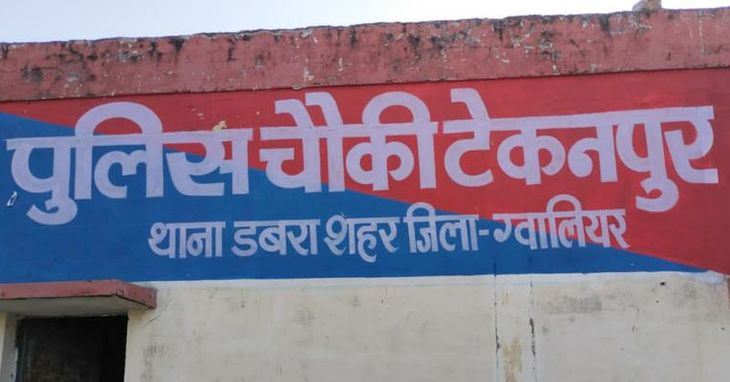 पुलिस चौकी टेकनपुर
थाना डबरा शहर जिला-ग्वालियर